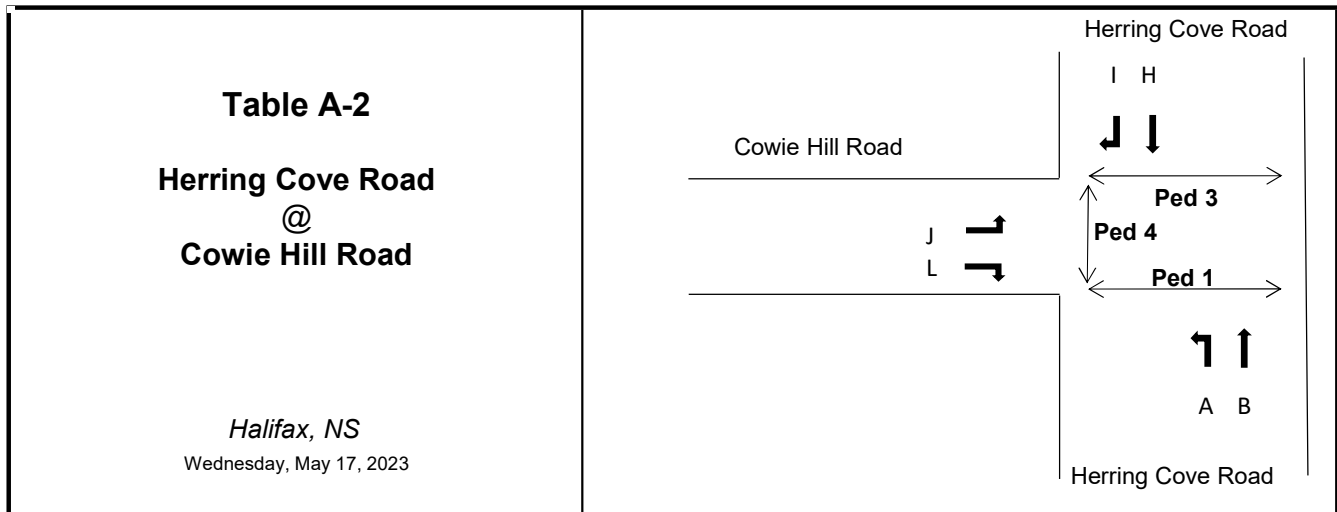 Table A-2
Herring Cove Road
@
Cowie Hill Road
Halifax, NS
Wednesday, May 17, 2023
Herring Cove Road
I H
Cowie Hill Road
Ped 3
J
Ped 4
L
Ped 1
A B
Herring Cove Road